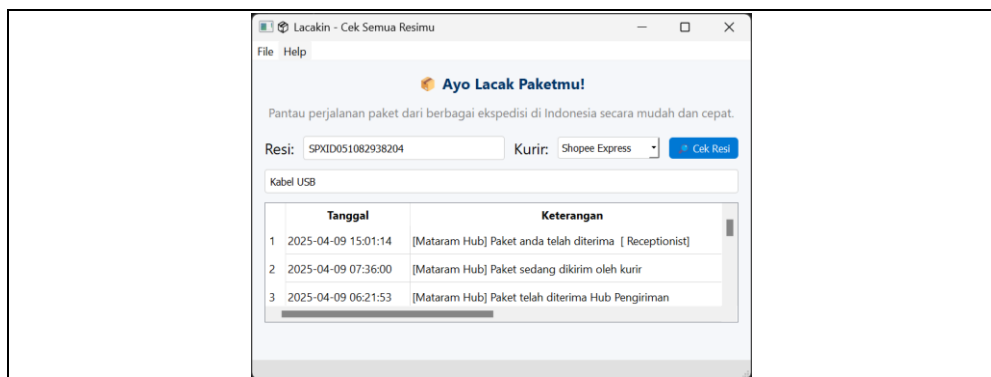 Lacakin - Cek Semua Resimu
File Help
Ayo Lacak Paketmu!
Pantau perjalanan paket dari berbagai ekspedisi di Indonesia secara mudah dan cepat.
Resi: SPXID051082938204 Kurir: Shopee Express Cek Resi
Kabel USB
Tanggal Keterangan
1 2025-04-09 15:01:14 [Mataram Hub] Paket anda telah diterima [ Receptionist]
2 2025-04-09 07:36:00 [Mataram Hub] Paket sedang dikirim oleh kurir
3 2025-04-09 06:21:53 [Mataram Hub] Paket telah diterima Hub Pengiriman